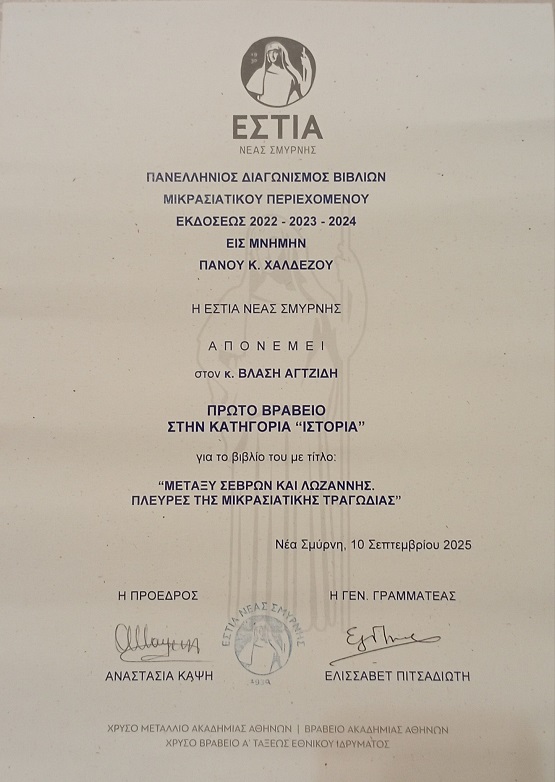 ΕΣΤΙΑ
ΝΕΑΣ ΣΜΥΡΝΗΣ
ΠΑΝΕΛΛΗΝΙΟΣ ΔΙΑΓΩΝΙΣΜΟΣ ΒΙΒΛΙΩΝ
ΜΙΚΡΑΣΙΑΤΙΚΟΥ ΠΕΡΙΕΧΟΜΕΝΟΥ
ΕΚΔΟΣΕΩΣ 2022 - 2023 - 2024
ΕΙΣ ΜΝΗΜΗΝ
ΠΑΝΟΥ Κ. ΧΑΛΔΕΖΟΥ
Η ΕΣΤΙΑ ΝΕΑΣ ΣΜΥΡΝΗΣ
Α Π Ο Ν Ε Μ Ε Ι
στον κ. ΒΛΑΣΗ ΑΓΤΖΙΔΗ
ΠΡΩΤΟ ΒΡΑΒΕΙΟ
ΣΤΗΝ ΚΑΤΗΓΟΡΙΑ “ΙΣΤΟΡΙΑ”
για το βιβλίο του με τίτλο:
“ΜΕΤΑΞΥ ΣΕΒΡΩΝ ΚΑΙ ΛΩΖΑΝΝΗΣ.
ΠΛΕΥΡΕΣ ΤΗΣ ΜΙΚΡΑΣΙΑΤΙΚΗΣ ΤΡΑΓΩΔΙΑΣ”
Νέα Σμύρνη, 10 Σεπτεμβρίου 2025
Η ΠΡΟΕΔΡΟΣ
Η ΓΕΝ. ΓΡΑΜΜΑΤΕΑΣ
ΕΣΤΙΑ ΝΕΑΣ ΣΜΥΡΝΗΣ
ΑΝΑΣΤΑΣΙΑ ΚΑΨΗ
ΕΛΙΣΣΑΒΕΤ ΠΙΤΣΑΔΙΩΤΗ
ΧΡΥΣΟ ΜΕΤΑΛΛΙΟ ΑΚΑΔΗΜΙΑΣ ΑΘΗΝΩΝ | ΒΡΑΒΕΙΟ ΑΚΑΔΗΜΙΑΣ ΑΘΗΝΩΝ
ΧΡΥΣΟ ΒΡΑΒΕΙΟ Α΄ ΤΑΞΕΩΣ ΕΘΝΙΚΟΥ ΙΔΡΥΜΑΤΟΣ